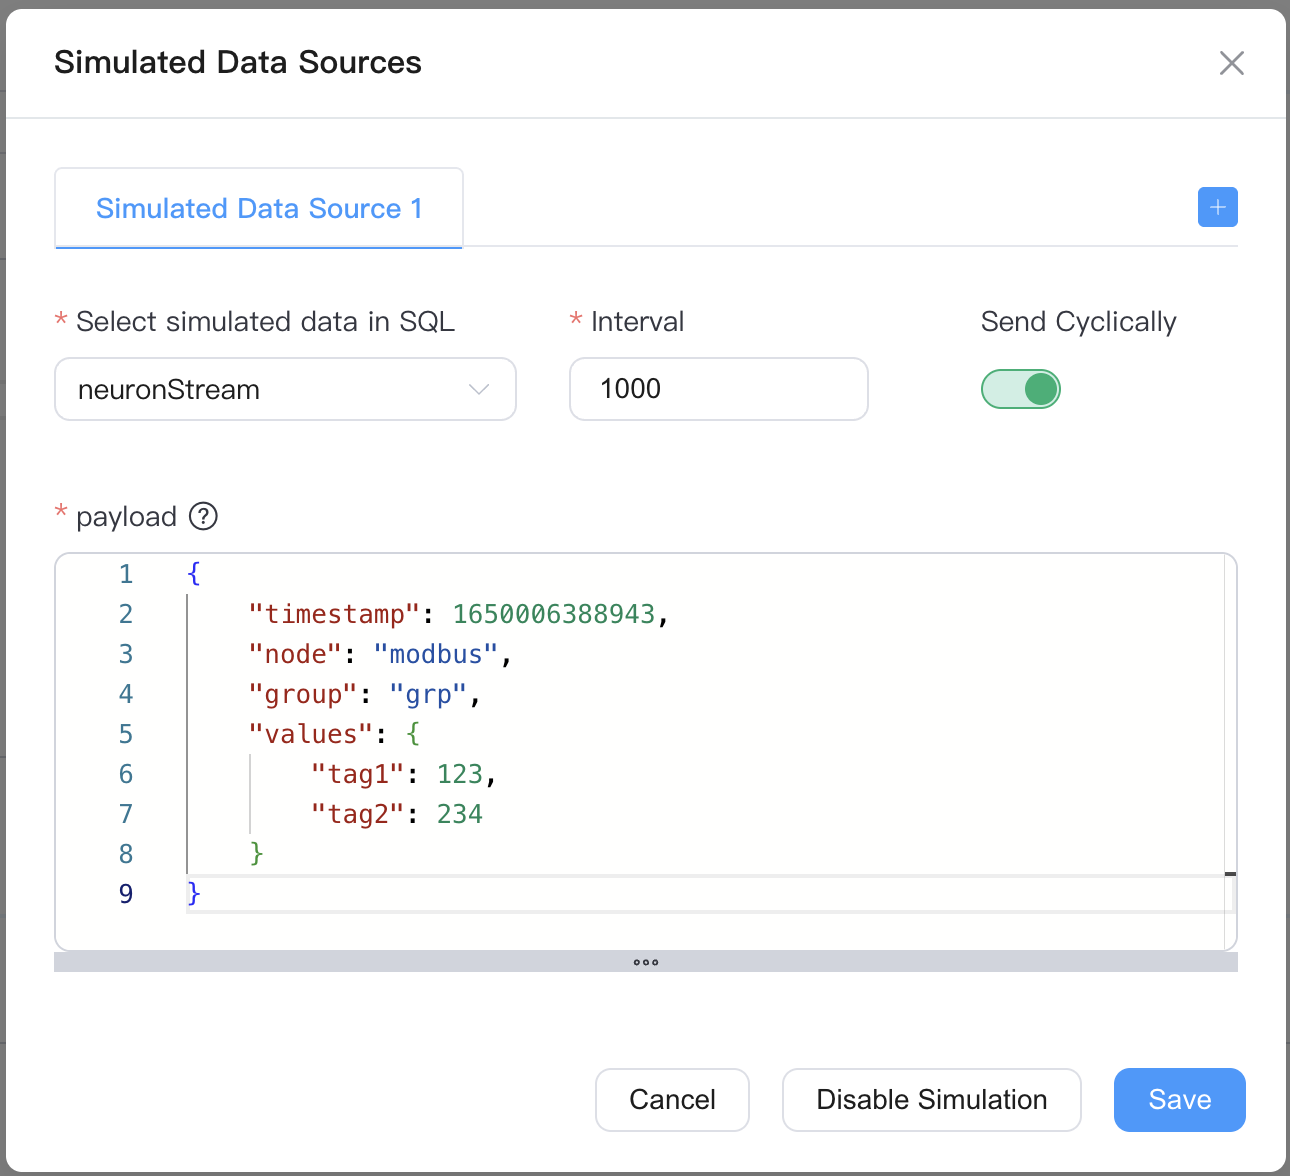 Simulated Data Sources
Simulated Data Source 1
* Select simulated data in SQL
* Interval
Send Cyclically
neuronStream
1000
* payload ?
1 {
2     "timestamp": 1650006388943,
3     "node": "modbus",
4     "group": "grp",
5     "values": {
6         "tag1": 123,
7         "tag2": 234
8     }
9 }
Cancel
Disable Simulation
Save